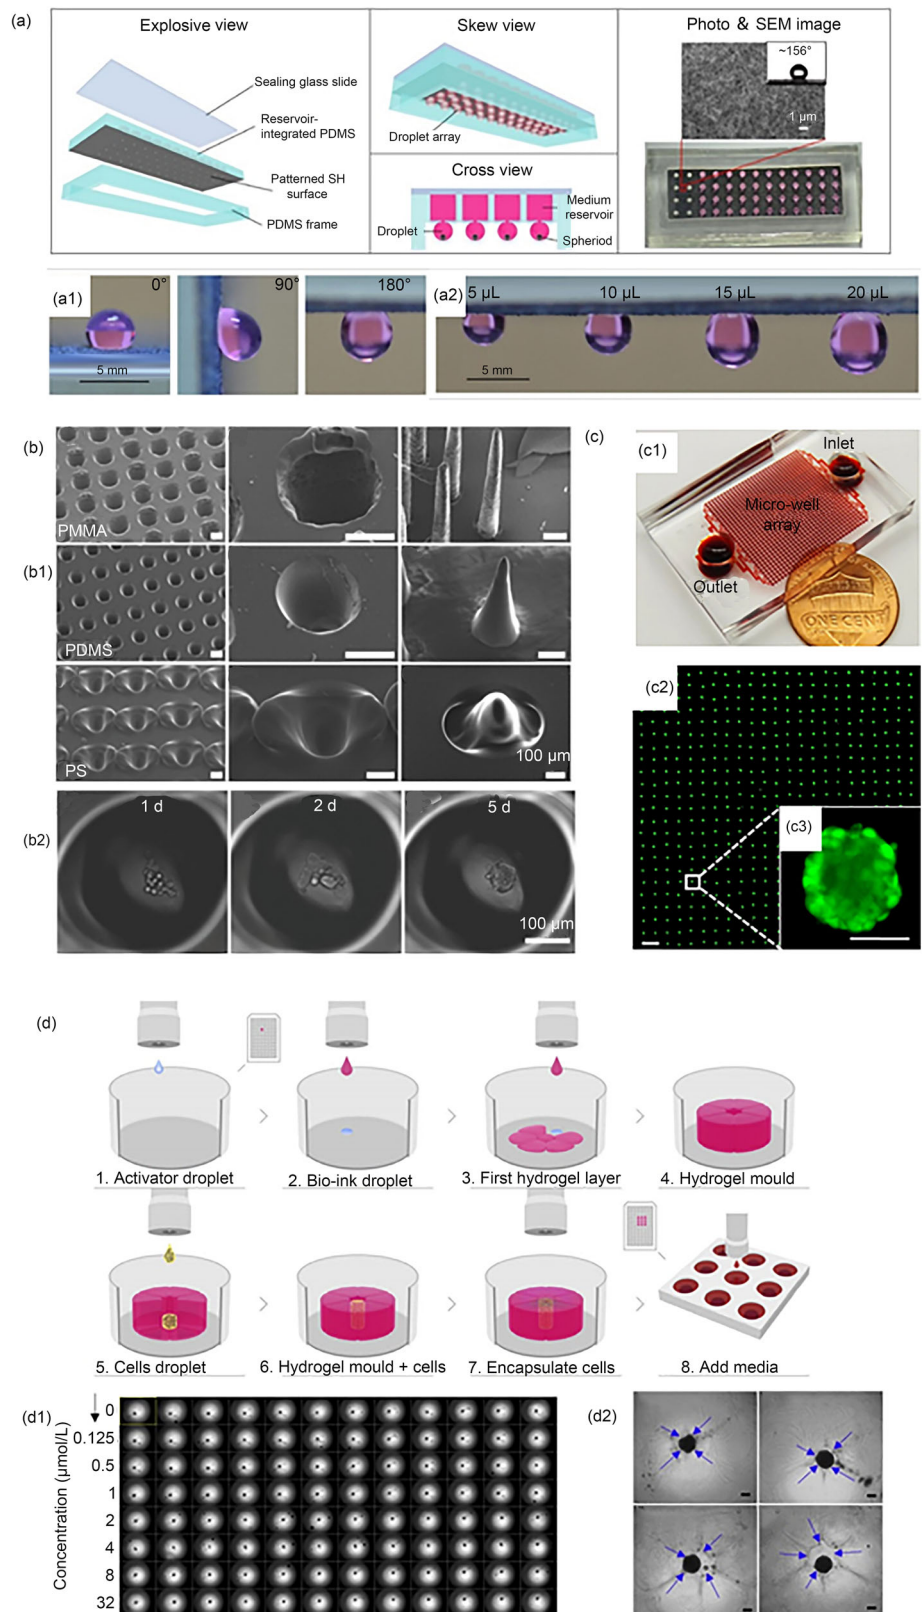 (a)
Explosive view
Sealing glass slide
Reservoir-
integrated PDMS
Patterned SH
surface
PDMS frame
Skew view
Droplet array
Cross view
Droplet
Medium
reservoir
Spheriod
Photo & SEM image
~156°
1 µm
(a1)
0°
90°
180°
5 mm
(a2)
5 µL
10 µL
15 µL
20 µL
5 mm
(b)
PMMA
(b1)
PDMS
PS
100 µm
(b2)
1 d
2 d
5 d
100 µm
(c)
(c1)
Inlet
Micro-well
array
Outlet
ONE CENT
(c2)
(c3)
(d)
1. Activator droplet
2. Bio-ink droplet
3. First hydrogel layer
4. Hydrogel mould
5. Cells droplet
6. Hydrogel mould + cells
7. Encapsulate cells
8. Add media
(d1)
Concentration (µmol/L)
0
0.125
0.5
1
2
4
8
32
(d2)